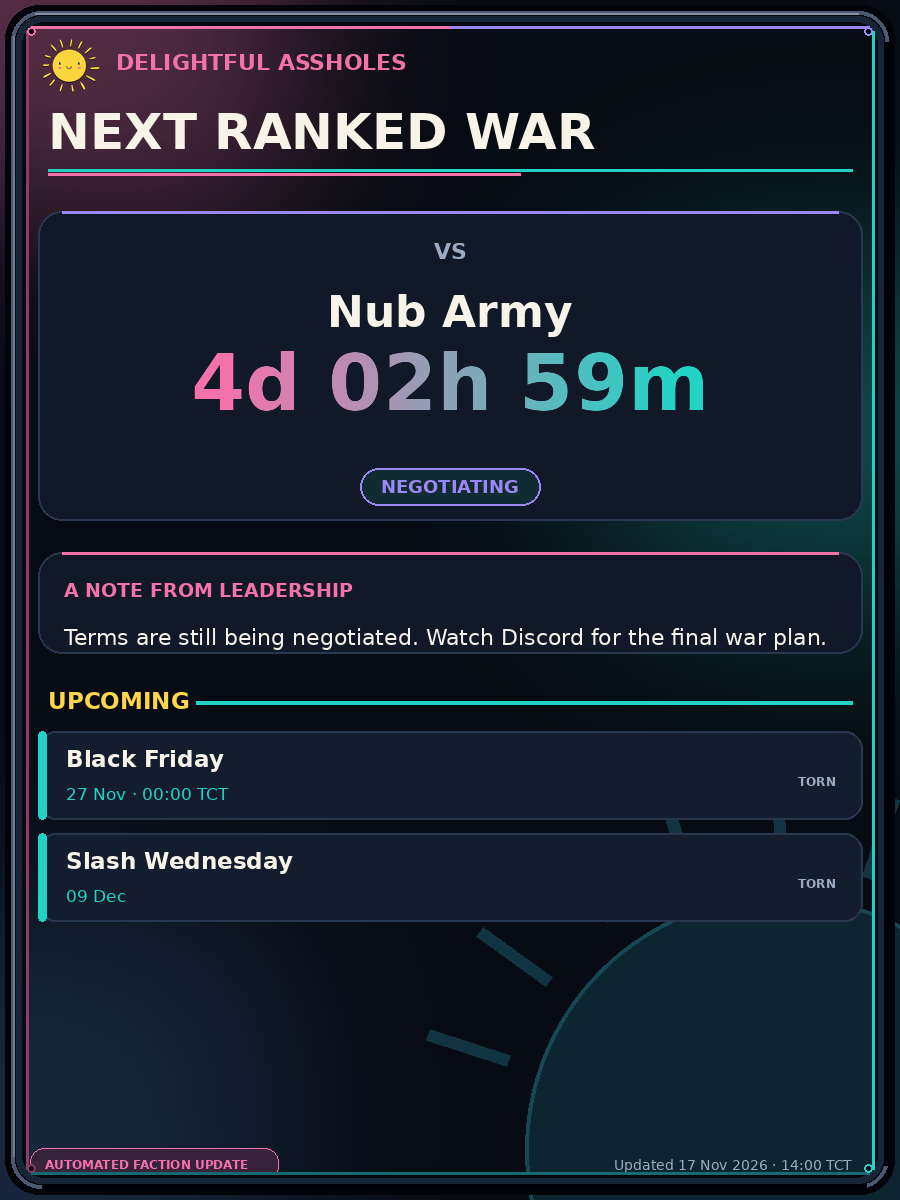 DELIGHTFUL ASSHOLES
NEXT RANKED WAR
VS
Nub Army
4d 02h 59m
NEGOTIATING
A NOTE FROM LEADERSHIP
Terms are still being negotiated. Watch Discord for the final war plan.
UPCOMING
Black Friday
27 Nov · 00:00 TCT
TORN
Slash Wednesday
09 Dec
TORN
AUTOMATED FACTION UPDATE
Updated 17 Nov 2026 · 14:00 TCT